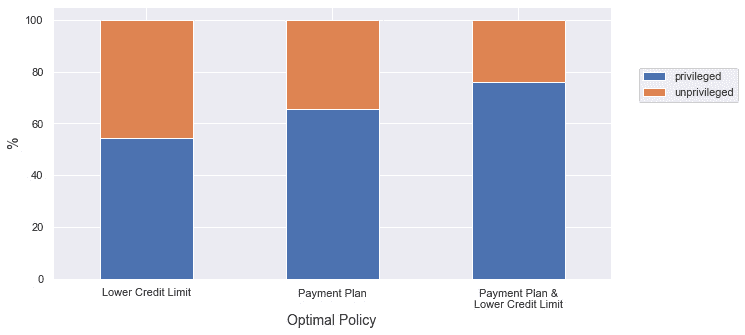 100
80
60
40
20
0
%
Lower Credit Limit
Payment Plan
Payment Plan &
Lower Credit Limit
Optimal Policy
privileged
unprivileged